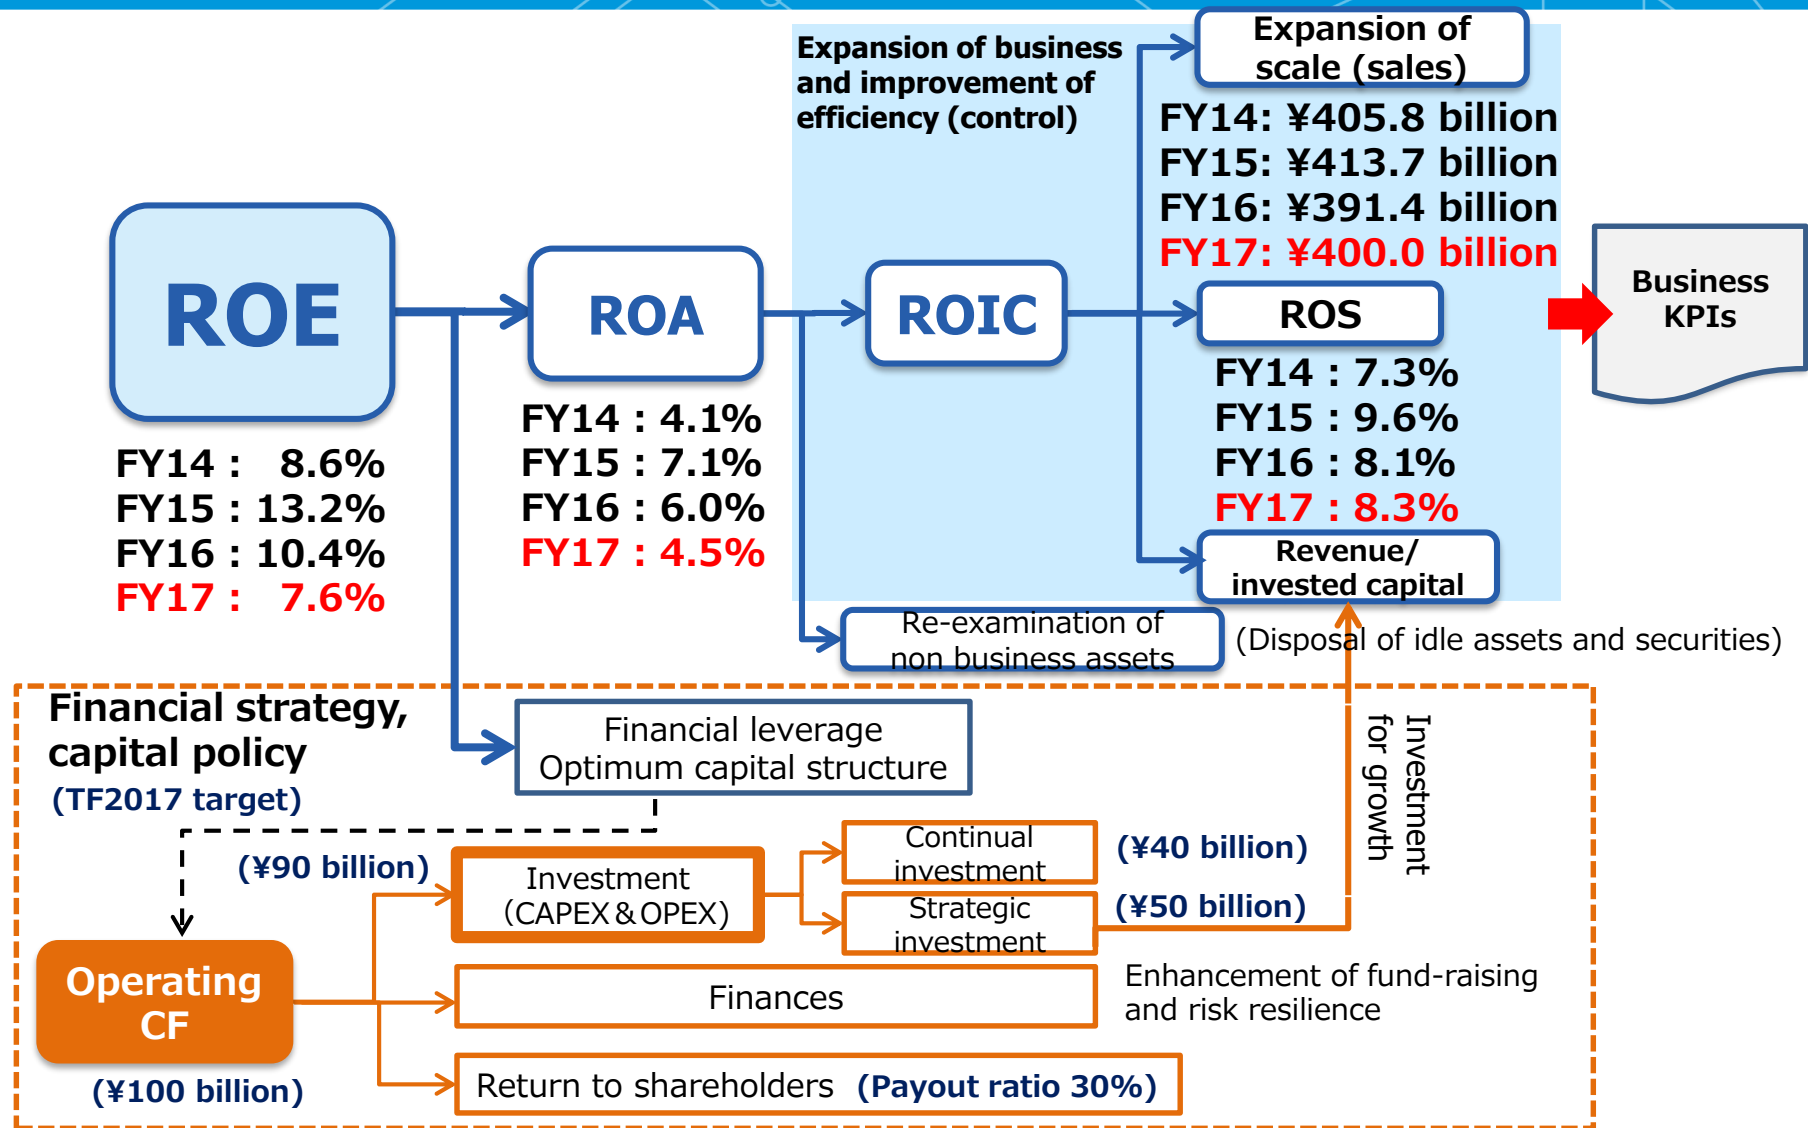 Expansion of business
and improvement of
efficiency (control)
Expansion of
scale (sales)
FY14: ¥405.8 billion
FY15: ¥413.7 billion
FY16: ¥391.4 billion
FY17: ¥400.0 billion
ROE
FY14 : 8.6%
FY15 : 13.2%
FY16 : 10.4%
FY17 : 7.6%
ROA
FY14 : 4.1%
FY15 : 7.1%
FY16 : 6.0%
FY17 : 4.5%
ROIC
ROS
FY14 : 7.3%
FY15 : 9.6%
FY16 : 8.1%
FY17 : 8.3%
Business
KPIs
Revenue/
invested capital
Re-examination of
non business assets
(Disposal of idle assets and securities)
Financial strategy,
capital policy
(TF2017 target)
Financial leverage
Optimum capital structure
Investment
for growth
(¥90 billion)
Investment
(CAPEX＆OPEX)
Continual
investment
(¥40 billion)
Strategic
investment
(¥50 billion)
Operating
CF
(¥100 billion)
Finances
Enhancement of fund-raising
and risk resilience
Return to shareholders (Payout ratio 30%)